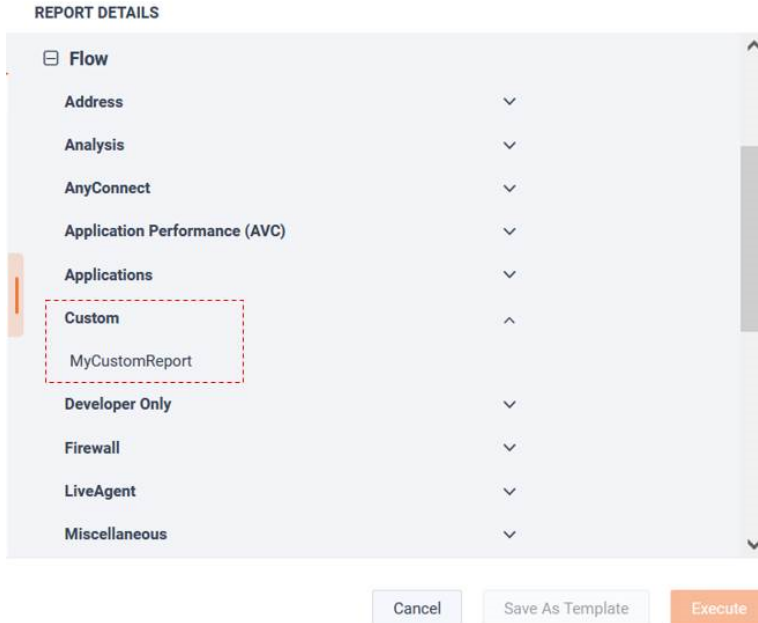 REPORT DETAILS
Flow
Address
Analysis
AnyConnect
Application Performance (AVC)
Applications
Custom
MyCustomReport
Developer Only
Firewall
LiveAgent
Miscellaneous
Cancel Save As Template Execute